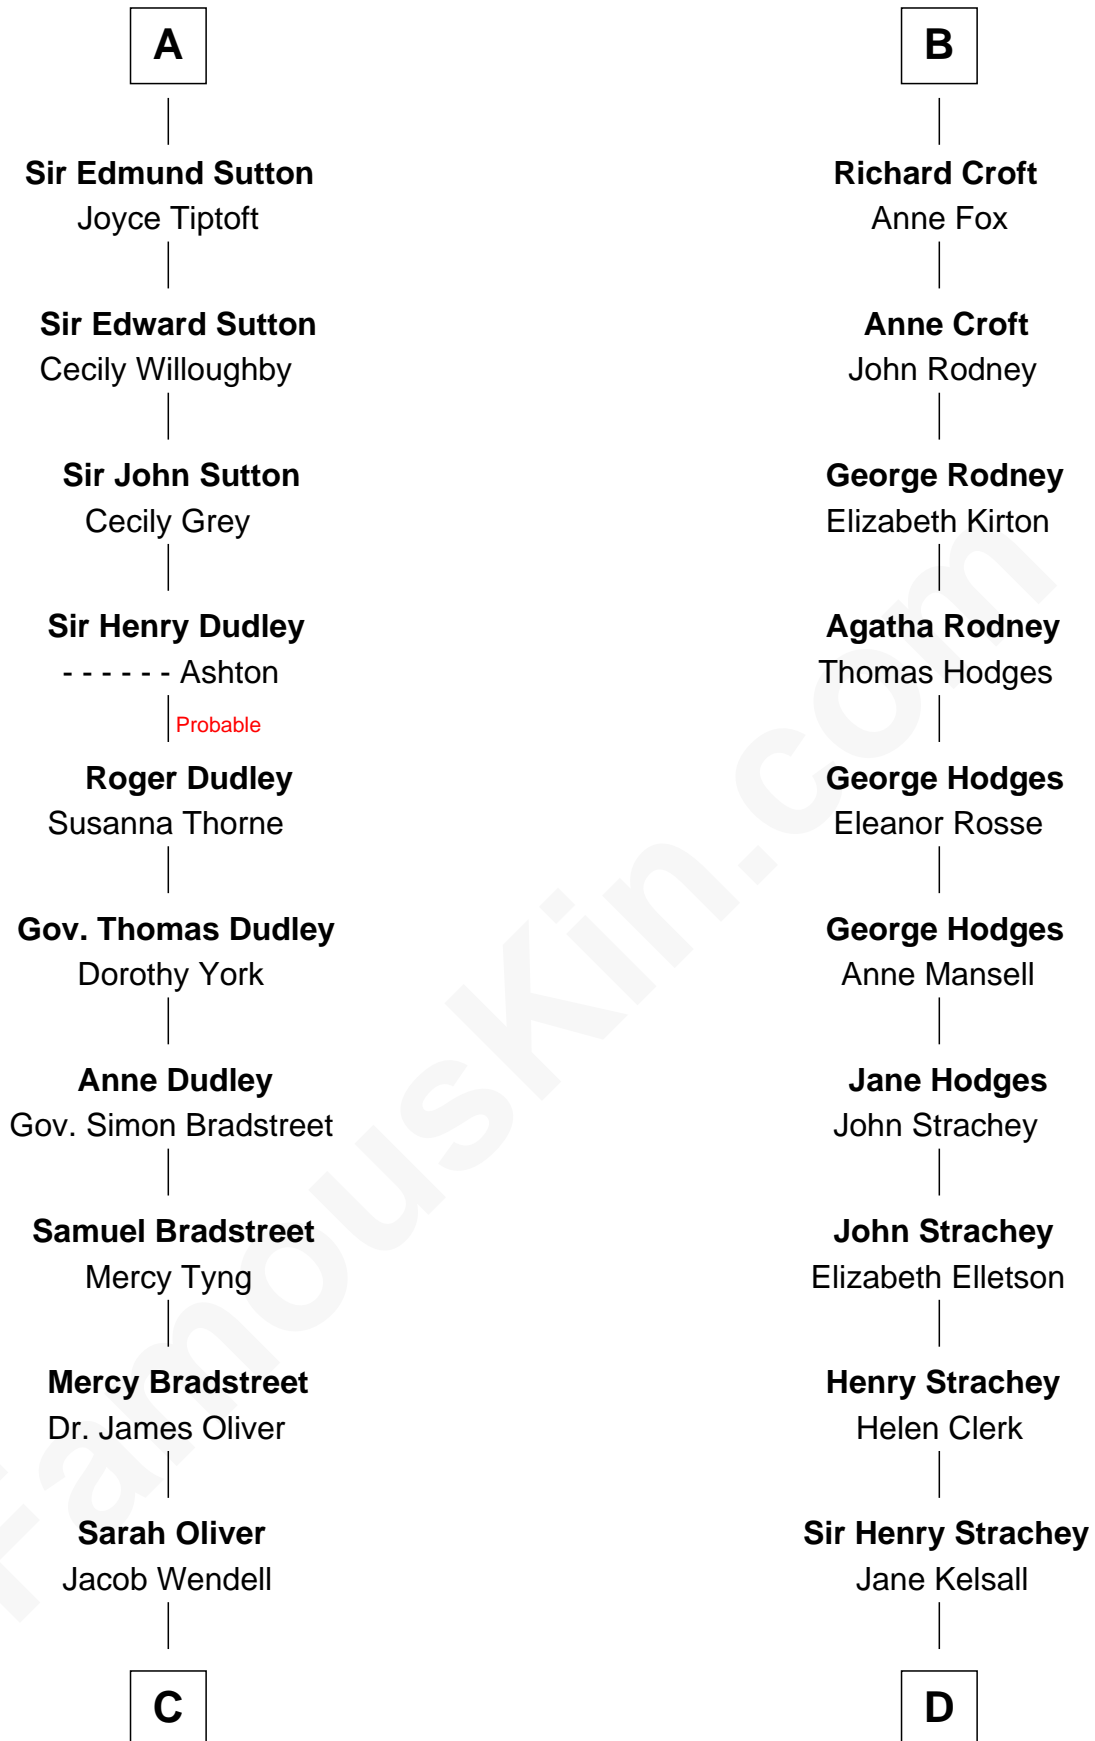 A
Sir Edmund Sutton
Joyce Tiptoft
Sir Edward Sutton
Cecily Willoughby
Sir John Sutton
Cecily Grey
Sir Henry Dudley
- - - - - - Ashton
Probable
Roger Dudley
Susanna Thorne
Gov. Thomas Dudley
Dorothy York
Anne Dudley
Gov. Simon Bradstreet
Samuel Bradstreet
Mercy Tyng
Mercy Bradstreet
Dr. James Oliver
Sarah Oliver
Jacob Wendell
C
B
Richard Croft
Anne Fox
Anne Croft
John Rodney
George Rodney
Elizabeth Kirton
Agatha Rodney
Thomas Hodges
George Hodges
Eleanor Rosse
George Hodges
Anne Mansell
Jane Hodges
John Strachey
John Strachey
Elizabeth Elletson
Henry Strachey
Helen Clerk
Sir Henry Strachey
Jane Kelsall
D
FamousKin.com